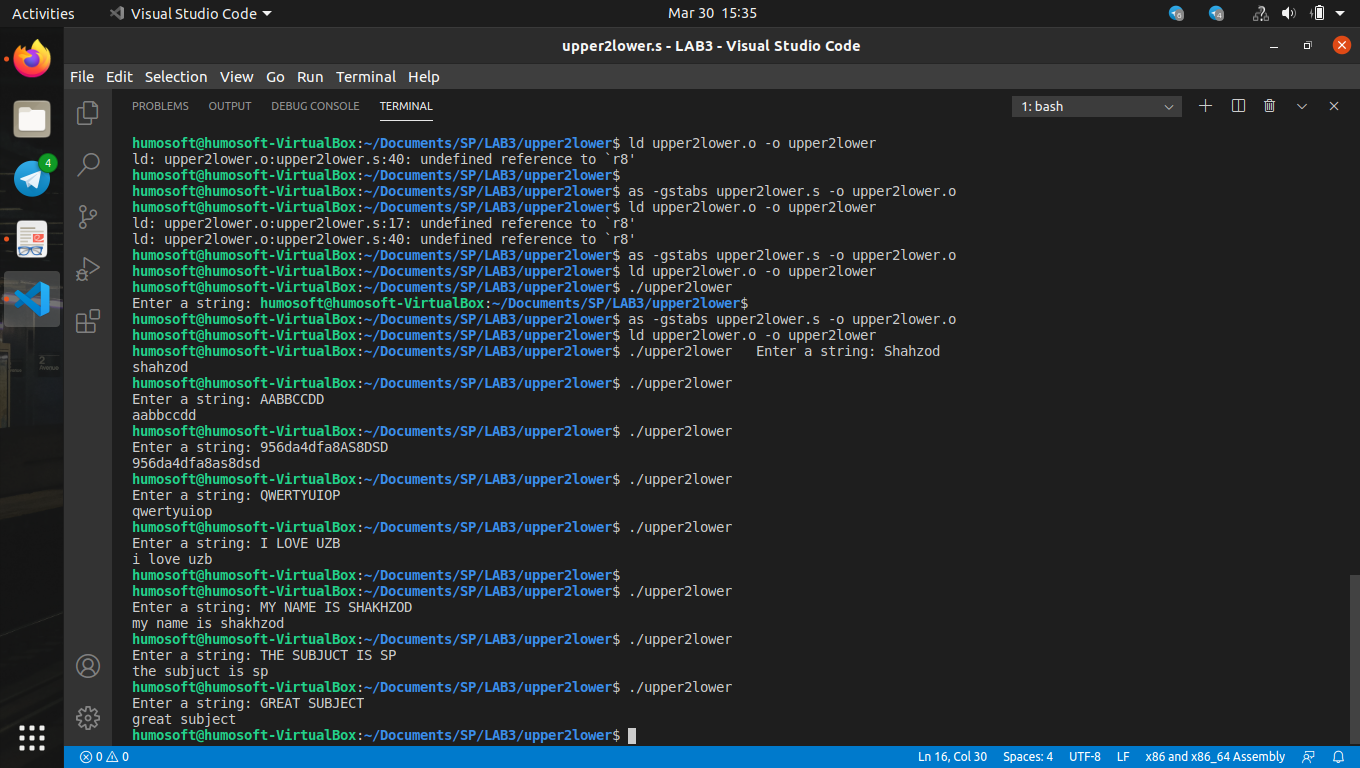 Activities Visual Studio Code Mar 30 15:35
upper2lower.s - LAB3 - Visual Studio Code
File Edit Selection View Go Run Terminal Help
PROBLEMS OUTPUT DEBUG CONSOLE TERMINAL 1: bash
4
humosoft@humosoft-VirtualBox:~/Documents/SP/LAB3/upper2lower$ ld upper2lower.o -o upper2lower
ld: upper2lower.o:upper2lower.s:40: undefined reference to `r8'
humosoft@humosoft-VirtualBox:~/Documents/SP/LAB3/upper2lower$
humosoft@humosoft-VirtualBox:~/Documents/SP/LAB3/upper2lower$ as -gstabs upper2lower.s -o upper2lower.o
humosoft@humosoft-VirtualBox:~/Documents/SP/LAB3/upper2lower$ ld upper2lower.o -o upper2lower
ld: upper2lower.o:upper2lower.s:17: undefined reference to `r8'
ld: upper2lower.o:upper2lower.s:40: undefined reference to `r8'
humosoft@humosoft-VirtualBox:~/Documents/SP/LAB3/upper2lower$ as -gstabs upper2lower.s -o upper2lower.o
humosoft@humosoft-VirtualBox:~/Documents/SP/LAB3/upper2lower$ ld upper2lower.o -o upper2lower
humosoft@humosoft-VirtualBox:~/Documents/SP/LAB3/upper2lower$ ./upper2lower
Enter a string: humosoft@humosoft-VirtualBox:~/Documents/SP/LAB3/upper2lower$
humosoft@humosoft-VirtualBox:~/Documents/SP/LAB3/upper2lower$ as -gstabs upper2lower.s -o upper2lower.o
humosoft@humosoft-VirtualBox:~/Documents/SP/LAB3/upper2lower$ ld upper2lower.o -o upper2lower
humosoft@humosoft-VirtualBox:~/Documents/SP/LAB3/upper2lower$ ./upper2lower   Enter a string: Shahzod
shahzod
humosoft@humosoft-VirtualBox:~/Documents/SP/LAB3/upper2lower$ ./upper2lower
Enter a string: AABBCCDD
aabbccdd
humosoft@humosoft-VirtualBox:~/Documents/SP/LAB3/upper2lower$ ./upper2lower
Enter a string: 956da4dfa8AS8DSD
956da4dfa8as8dsd
humosoft@humosoft-VirtualBox:~/Documents/SP/LAB3/upper2lower$ ./upper2lower
Enter a string: QWERTYUIOP
qwertyuiop
humosoft@humosoft-VirtualBox:~/Documents/SP/LAB3/upper2lower$ ./upper2lower
Enter a string: I LOVE UZB
i love uzb
humosoft@humosoft-VirtualBox:~/Documents/SP/LAB3/upper2lower$
humosoft@humosoft-VirtualBox:~/Documents/SP/LAB3/upper2lower$ ./upper2lower
Enter a string: MY NAME IS SHAKHZOD
my name is shakhzod
humosoft@humosoft-VirtualBox:~/Documents/SP/LAB3/upper2lower$ ./upper2lower
Enter a string: THE SUBJUCT IS SP
the subjuct is sp
humosoft@humosoft-VirtualBox:~/Documents/SP/LAB3/upper2lower$ ./upper2lower
Enter a string: GREAT SUBJECT
great subject
humosoft@humosoft-VirtualBox:~/Documents/SP/LAB3/upper2lower$
0 0 Ln 16, Col 30 Spaces: 4 UTF-8 LF x86 and x86_64 Assembly